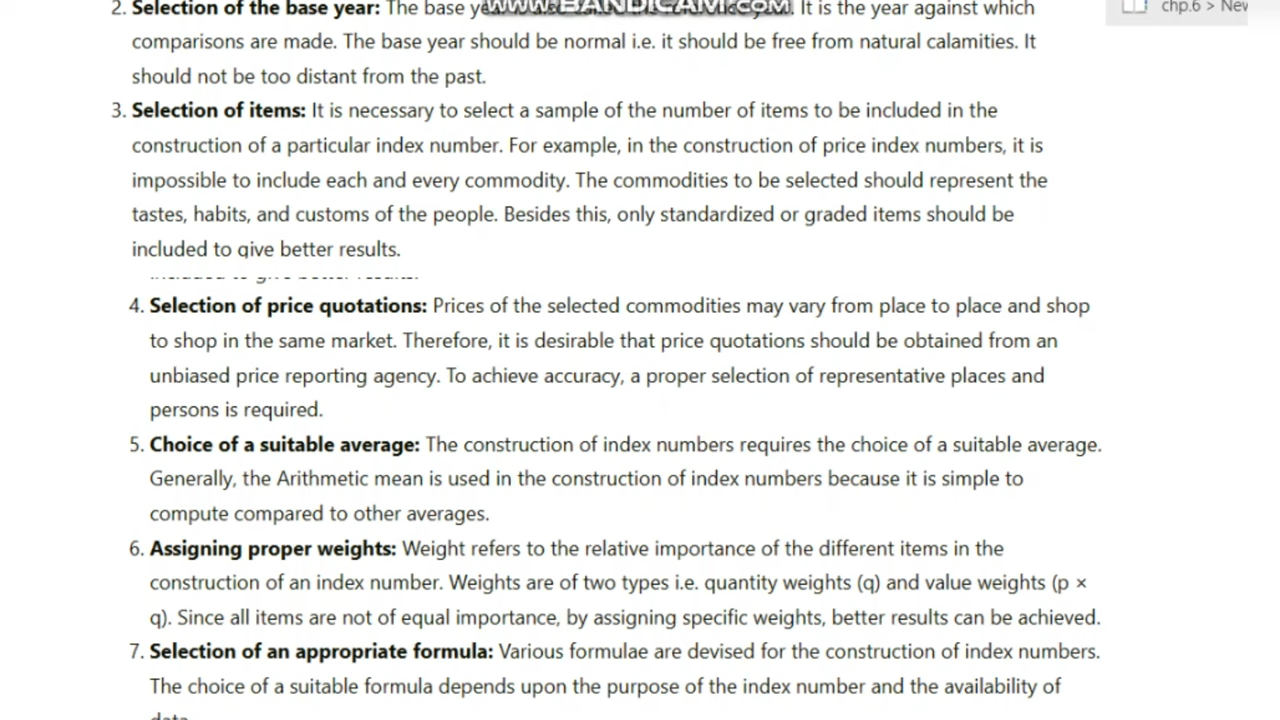 www.BANDICAM.com
chp.6 > New
2. Selection of the base year: The base year. It is the year against which
comparisons are made. The base year should be normal i.e. it should be free from natural calamities. It
should not be too distant from the past.
3. Selection of items: It is necessary to select a sample of the number of items to be included in the
construction of a particular index number. For example, in the construction of price index numbers, it is
impossible to include each and every commodity. The commodities to be selected should represent the
tastes, habits, and customs of the people. Besides this, only standardized or graded items should be
included to give better results.
4. Selection of price quotations: Prices of the selected commodities may vary from place to place and shop
to shop in the same market. Therefore, it is desirable that price quotations should be obtained from an
unbiased price reporting agency. To achieve accuracy, a proper selection of representative places and
persons is required.
5. Choice of a suitable average: The construction of index numbers requires the choice of a suitable average.
Generally, the Arithmetic mean is used in the construction of index numbers because it is simple to
compute compared to other averages.
6. Assigning proper weights: Weight refers to the relative importance of the different items in the
construction of an index number. Weights are of two types i.e. quantity weights (q) and value weights (p ×
q). Since all items are not of equal importance, by assigning specific weights, better results can be achieved.
7. Selection of an appropriate formula: Various formulae are devised for the construction of index numbers.
The choice of a suitable formula depends upon the purpose of the index number and the availability of